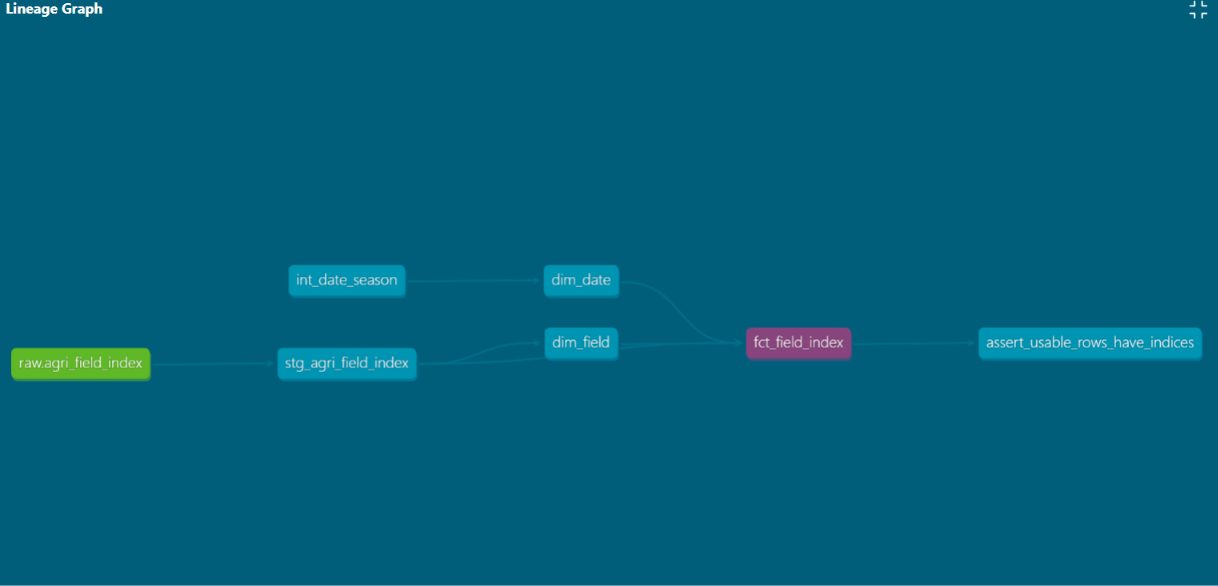 Lineage Graph
int_date_season
dim_date
dim_field
fct_field_index
assert_usable_rows_have_indices
raw.agri_field_index
stg_agri_field_index